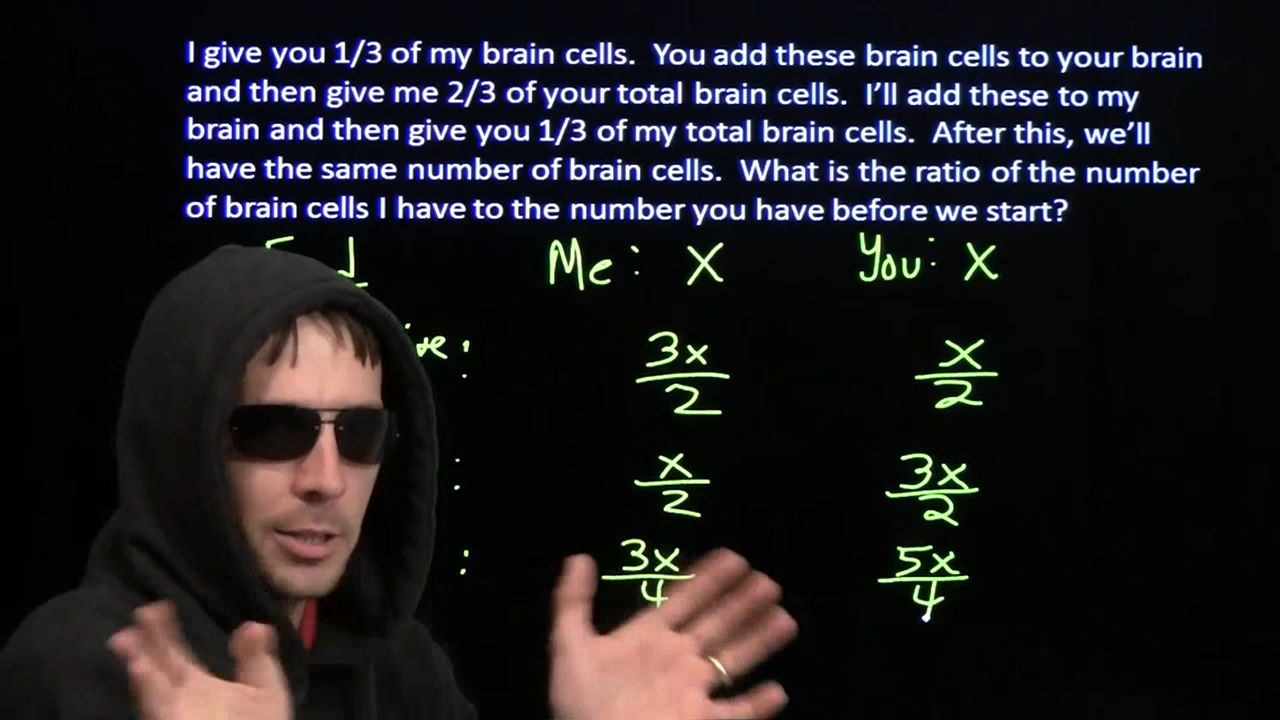 I give you 1/3 of my brain cells. You add these brain cells to your brain
and then give me 2/3 of your total brain cells. I'll add these to my
brain and then give you 1/3 of my total brain cells. After this, we'll
have the same number of brain cells. What is the ratio of the number
of brain cells I have to the number you have before we start?
Me: X You: X
: 3x/2 x/2
: x/2 3x/2
: 3x/4 5x/4